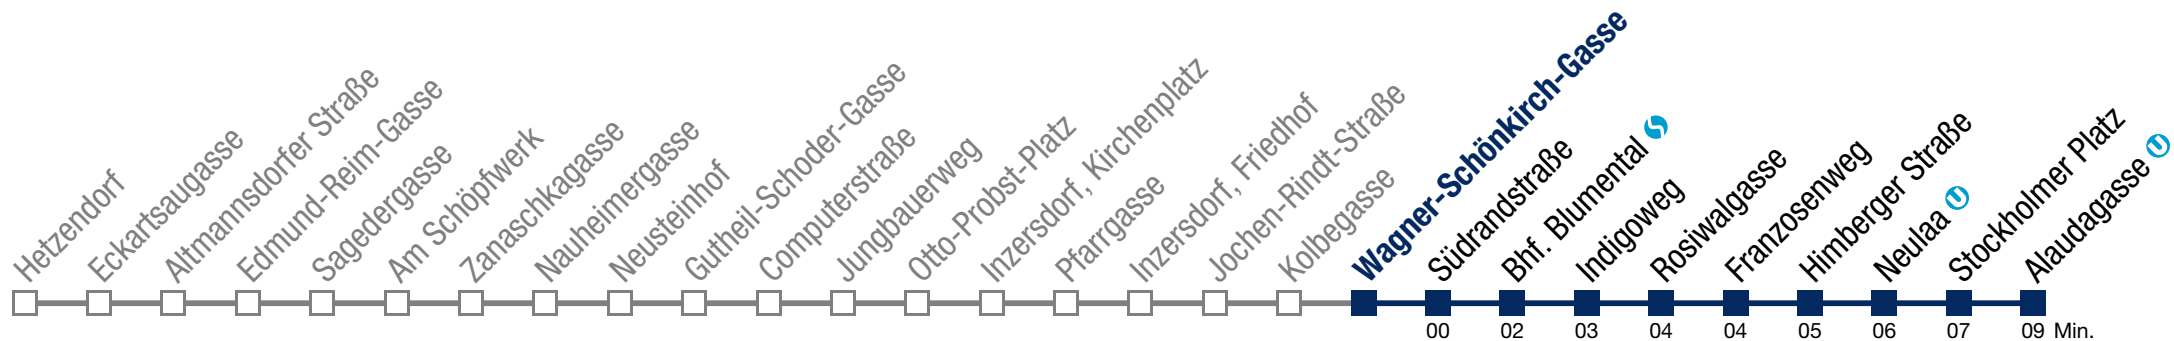 Hetzendorf
Eckartsaugasse
Altmannsdorfer Straße
Edmund-Reim-Gasse
Sagedergasse
Am Schöpfwerk
Zanaschkagasse
Nauheimergasse
Neusteinhof
Gutheil-Schoder-Gasse
Computerstraße
Jungbauerweg
Otto-Probst-Platz
Inzersdorf, Kirchenplatz
Pfarrgasse
Inzersdorf, Friedhof
Jochen-Rindt-Straße
Kolbegasse
Wagner-Schönkirch-Gasse
Südrandstraße
Bhf. Blumental S
Indigoweg
Rosiwalgasse
Franzosenweg
Himberger Straße
Neulaa U
Stockholmer Platz
Alaudagasse U
00 02 03 04 04 05 06 07 09 Min.